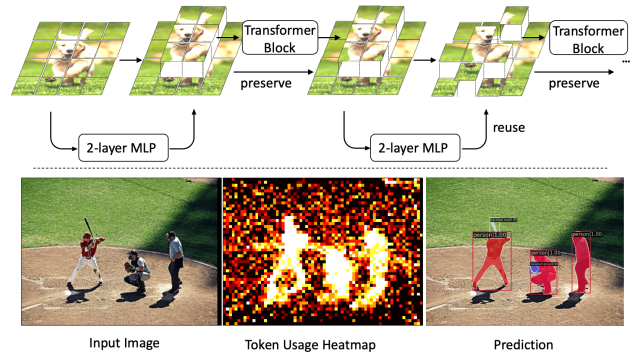 Transformer
Block
Transformer
Block
preserve
preserve
...
reuse
2-layer MLP
2-layer MLP
person|1.00
person|1.00
person|1.00
Input Image
Token Usage Heatmap
Prediction